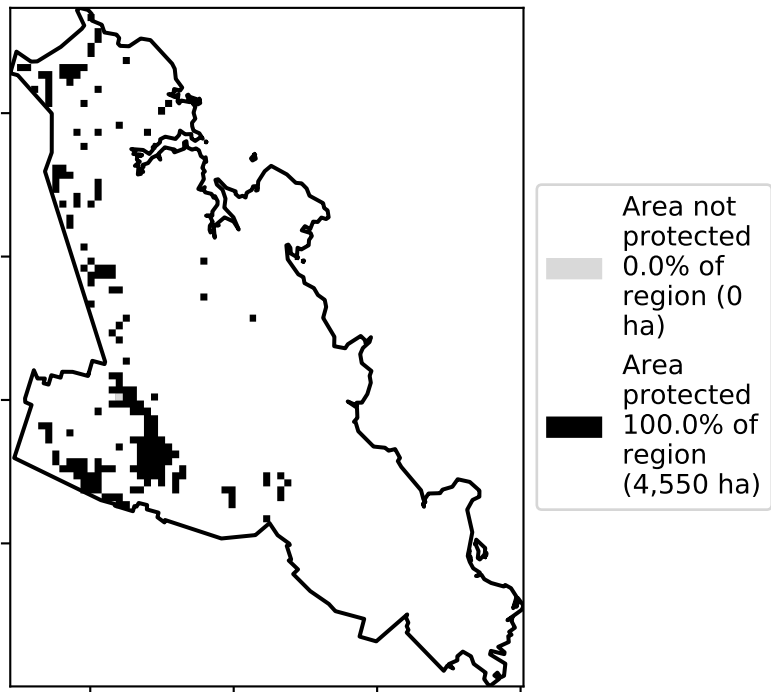 Area not
protected
0.0% of
region (0
ha)
Area
protected
100.0% of
region
(4,550 ha)